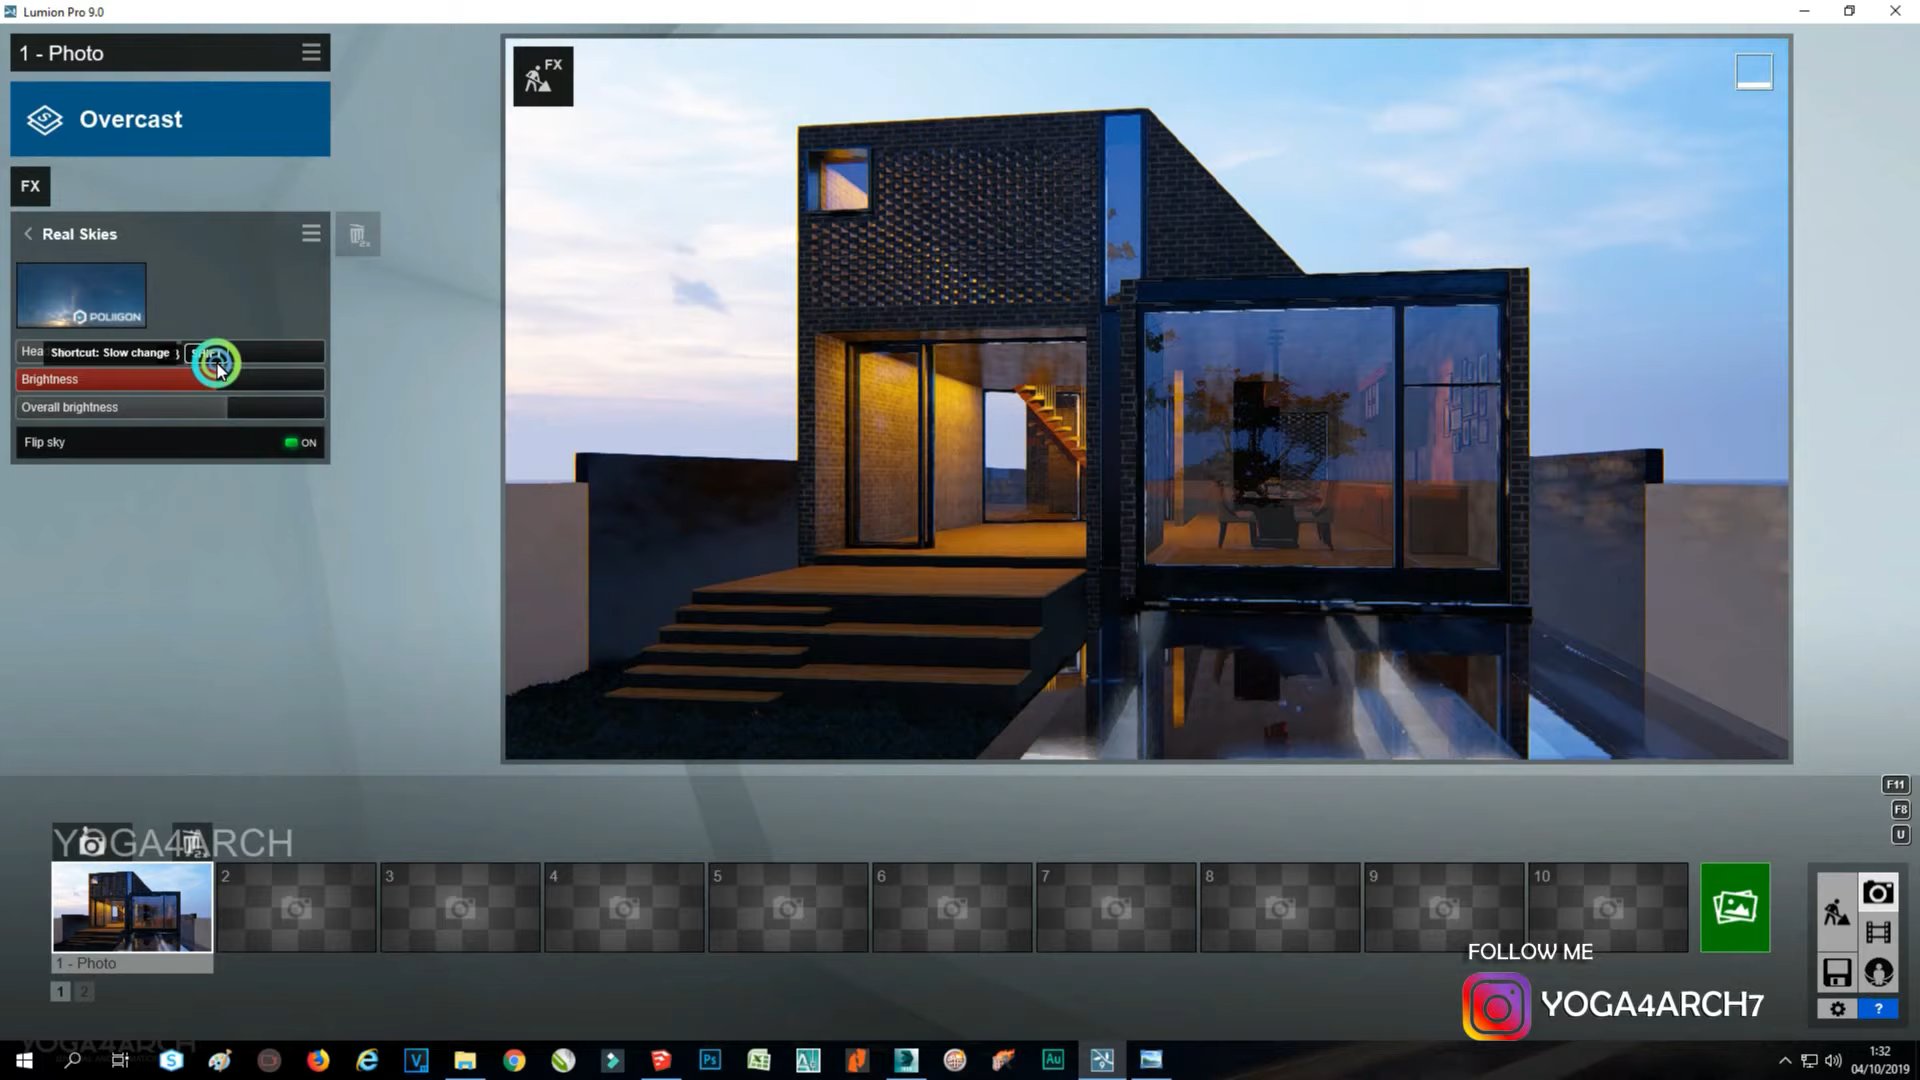 Lumion Pro 9.0
1 - Photo
Overcast
FX
Real Skies
POLIIGON
Shortcut: Slow change
Brightness
Overall brightness
Flip sky
ON
FX
F11
F8
U
YOGA4ARCH
2
3
4
5
6
7
8
9
10
1 - Photo
1
2
FOLLOW ME
YOGA4ARCH7
?
1:32
04/10/2019